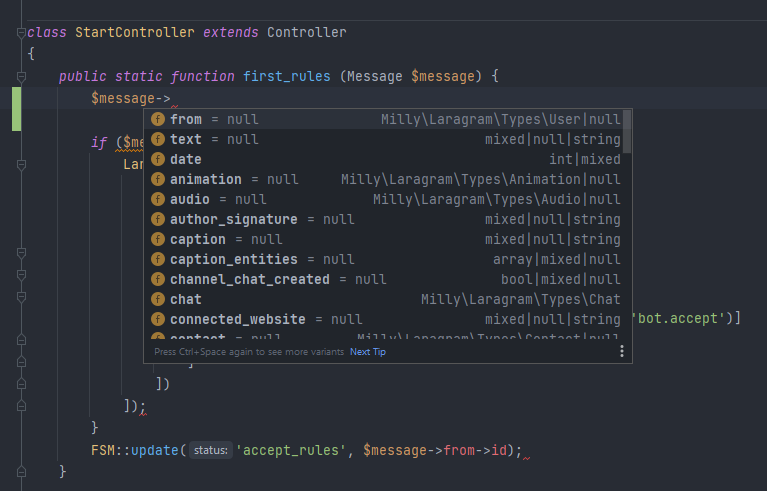 class StartController extends Controller
{
public static function first_rules (Message $message) {
$message->
from = null Milly\Laragram\Types\User|null
if ($me
text = null mixed|null|string
Lar
date int|mixed
animation = null Milly\Laragram\Types\Animation|null
audio = null Milly\Laragram\Types\Audio|null
author_signature = null mixed|null|string
caption = null mixed|null|string
caption_entities = null array|mixed|null
channel_chat_created = null bool|mixed|null
chat Milly\Laragram\Types\Chat
connected_website = null mixed|null|string
'bot.accept')]
contact = null Milly\Laragram\Types\Contact|null
Press Ctrl+Space again to see more variants Next Tip
]
])
]);
}
FSM::update( status: 'accept_rules', $message->from->id);
}